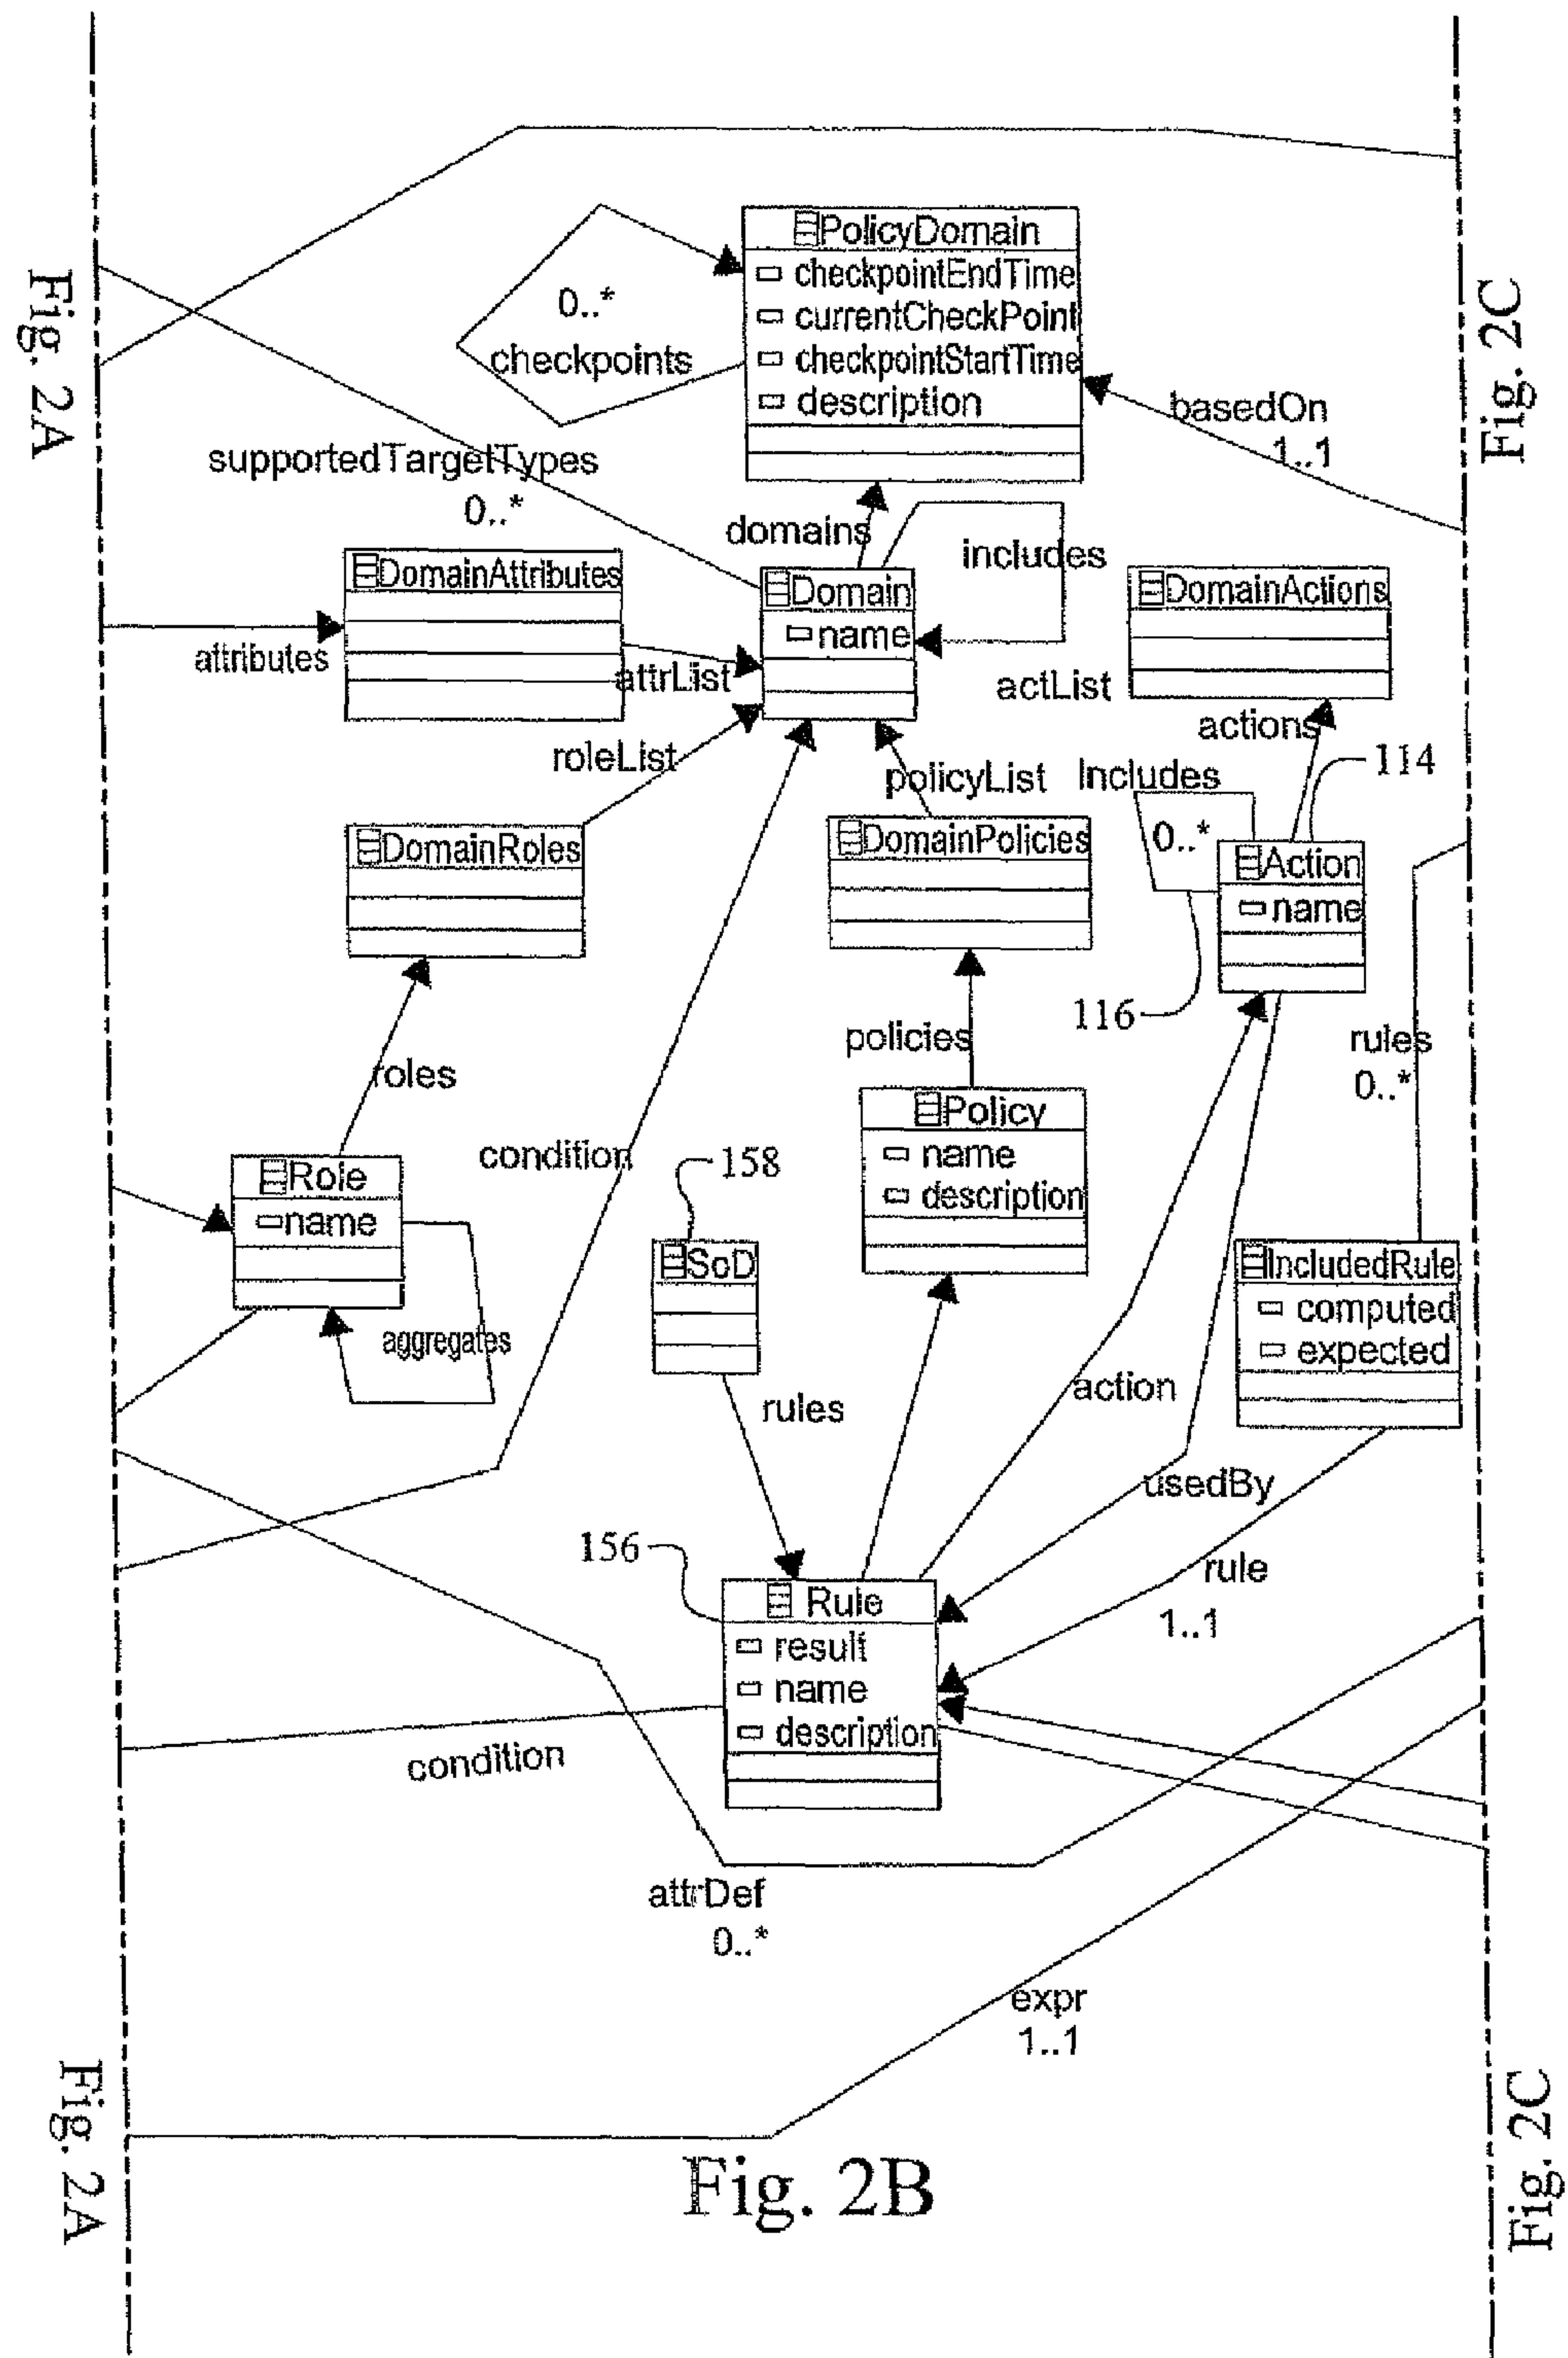 Fig. 2A
Fig. 2C
PolicyDomain
checkpointEndTime
currentCheckPoint
checkpointStartTime
description
0..*
checkpoints
basedOn
1..1
supportedTargetTypes
0..*
domains
includes
DomainAttributes
Domain
name
DomainActions
attributes
attrList
actList
actions
roleList
policyList
Includes
114
0..*
DomainRoles
DomainPolicies
Action
name
116
policies
rules
0..*
roles
Policy
name
description
condition
158
Role
name
SoD
IncludedRule
computed
expected
aggregates
action
rules
usedBy
156
rule
1..1
Rule
result
name
description
condition
attrDef
0..*
expr
1..1
Fig. 2A
Fig. 2C
Fig. 2B